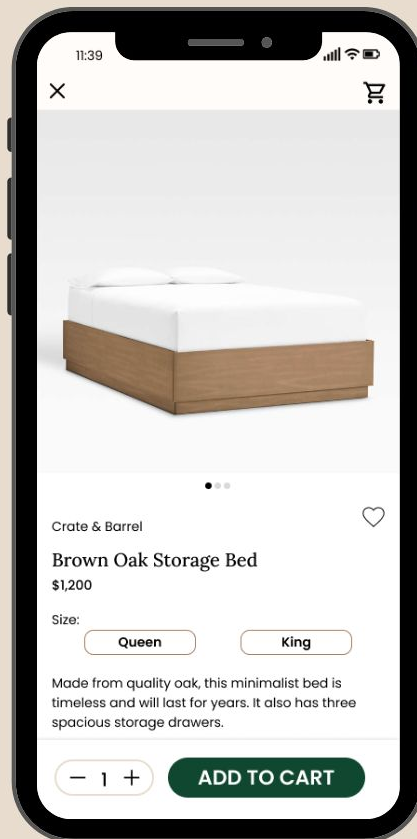 11:39
Crate & Barrel
Brown Oak Storage Bed
$1,200
Size:
Queen
King
Made from quality oak, this minimalist bed is
timeless and will last for years. It also has three
spacious storage drawers.
− 1 +
ADD TO CART